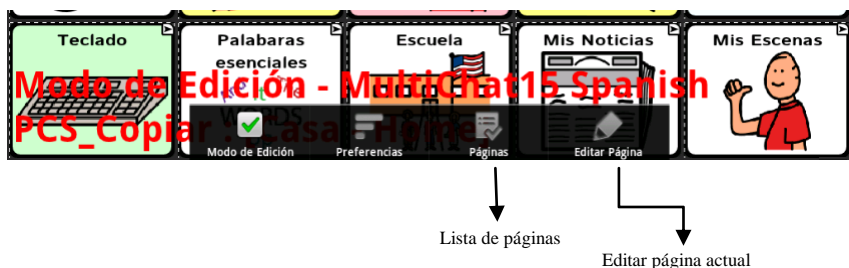 Teclado
Palabaras
esenciales
Escuela
Mis Noticias
Mis Escenas
Modo de Edición - MultiChat15 Spanish
PCS_Copiar : [Casa - Home]
WORDS
Modo de Edición
Preferencias
Páginas
Editar Página
Lista de páginas
Editar página actual